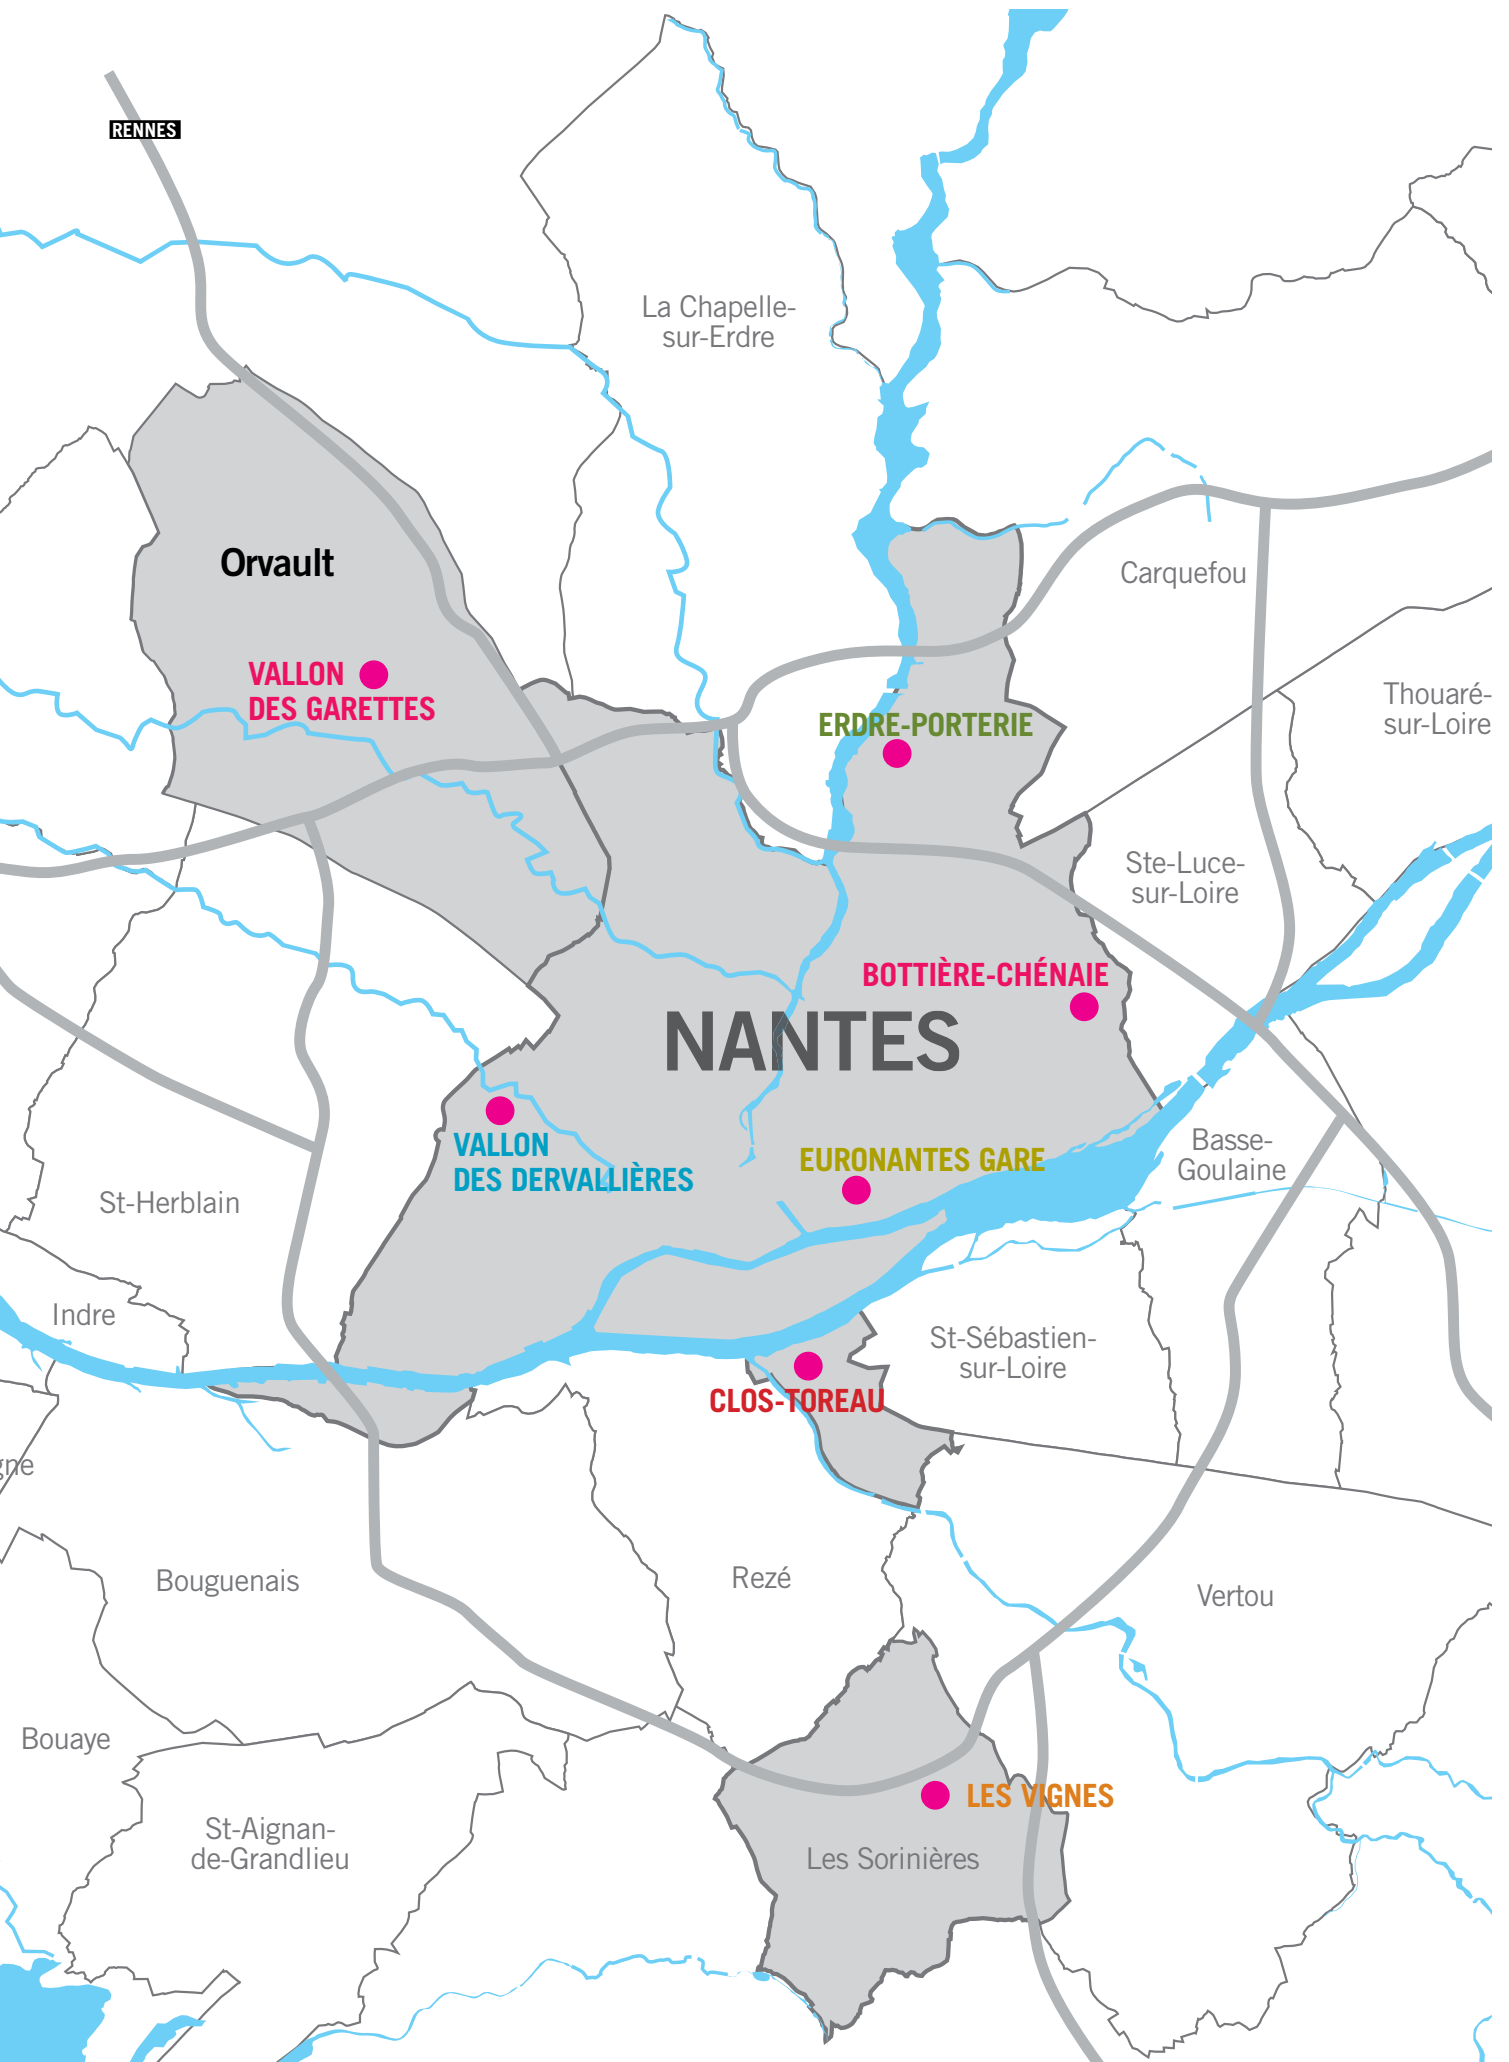 RENNES
La Chapelle-
sur-Erdre
Orvault
Carquefou
VALLON
DES GARETTES
Thouaré-
sur-Loire
ERDRE-PORTERIE
Ste-Luce-
sur-Loire
BOTTIÈRE-CHÉNAIE
NANTES
VALLON
DES DERVALLIÈRES
EURONANTES GARE
Basse-
Goulaine
St-Herblain
Indre
St-Sébastien-
sur-Loire
CLOS-TOREAU
gne
Bouguenais
Rezé
Vertou
Bouaye
LES VIGNES
St-Aignan-
de-Grandlieu
Les Sorinières